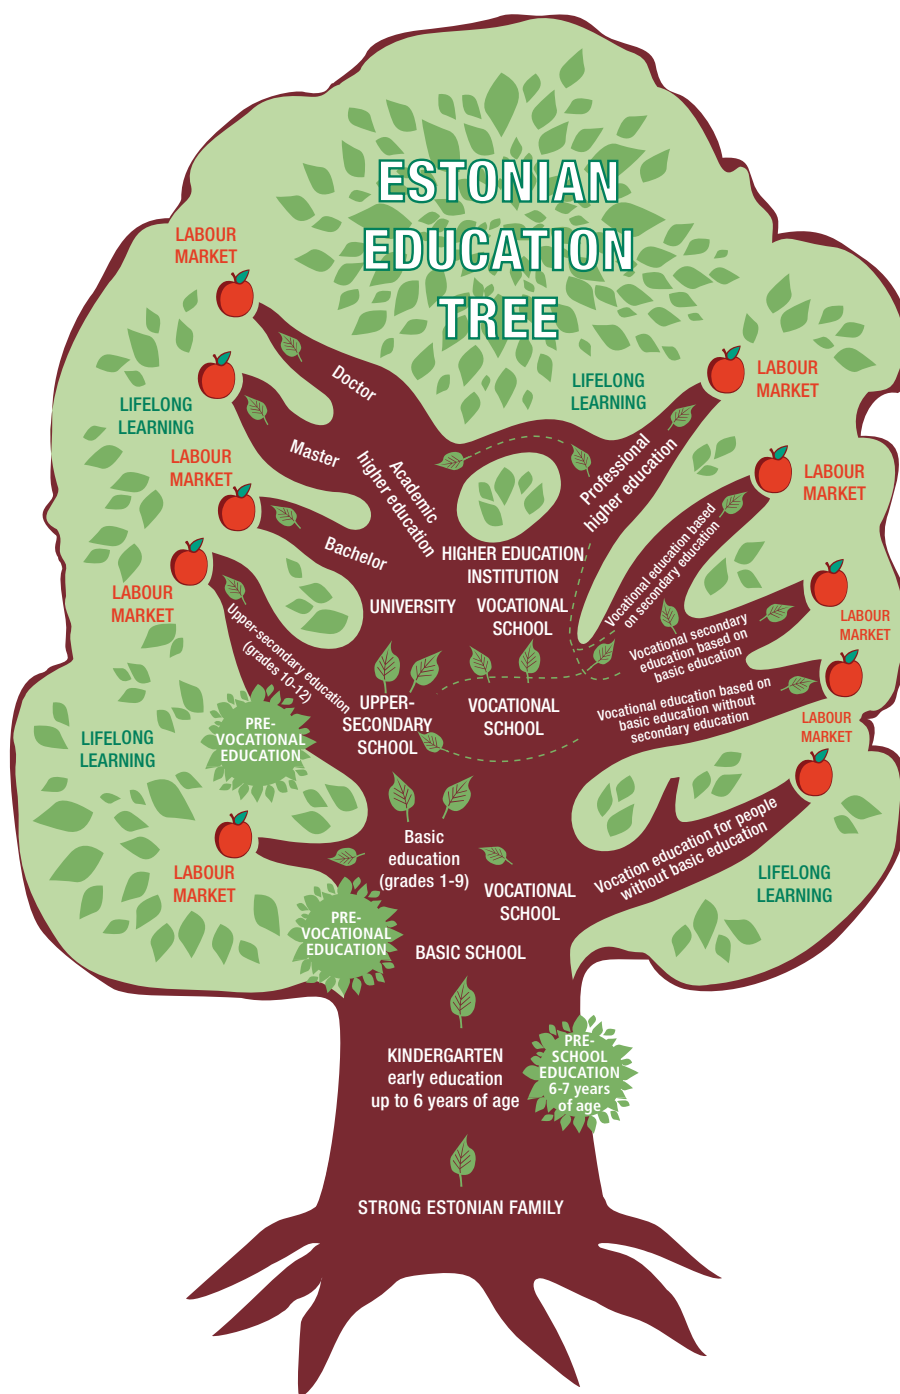 ESTONIAN
EDUCATION
TREE
LABOUR
MARKET
Doctor
LIFELONG
LEARNING
LABOUR
MARKET
LIFELONG
LEARNING
Master
Academic
higher education
Professional
higher education
LABOUR
MARKET
LABOUR
MARKET
Bachelor
HIGHER EDUCATION
INSTITUTION
Vocational education based
on secondary education
LABOUR
MARKET
UNIVERSITY
VOCATIONAL
SCHOOL
LABOUR
MARKET
Upper-secondary education
(grades 10-12)
Vocational secondary
education based on
basic education
UPPER-
SECONDARY
SCHOOL
VOCATIONAL
SCHOOL
Vocational education based on
basic education without
secondary education
LABOUR
MARKET
PRE-
VOCATIONAL
EDUCATION
LIFELONG
LEARNING
Basic
education
(grades 1-9)
Vocation education for people
without basic education
LABOUR
MARKET
VOCATIONAL
SCHOOL
LIFELONG
LEARNING
PRE-
VOCATIONAL
EDUCATION
BASIC SCHOOL
KINDERGARTEN
early education
up to 6 years of age
PRE-
SCHOOL
EDUCATION
6-7 years
of age
STRONG ESTONIAN FAMILY